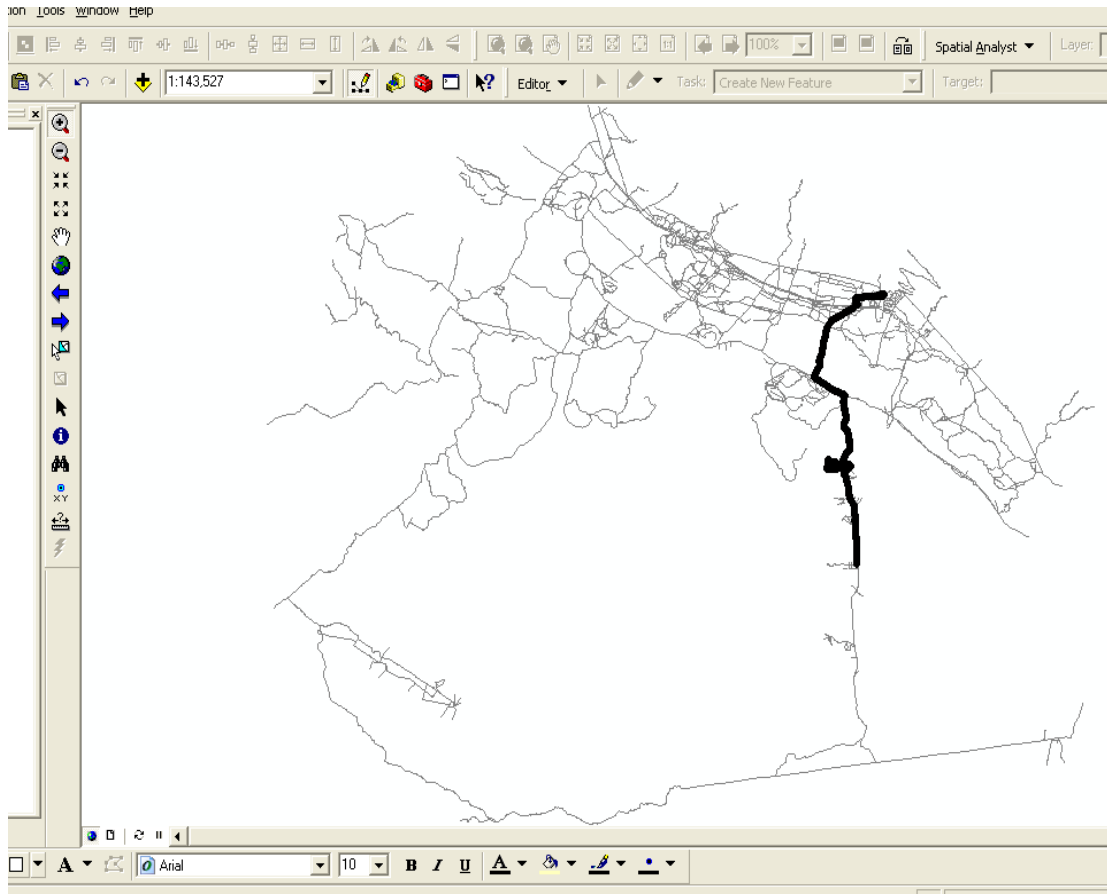 tion Tools Window Help
100% Spatial Analyst Layer:
1:143,527 Editor Task: Create New Feature Target:
XY
Arial 10 B I U A